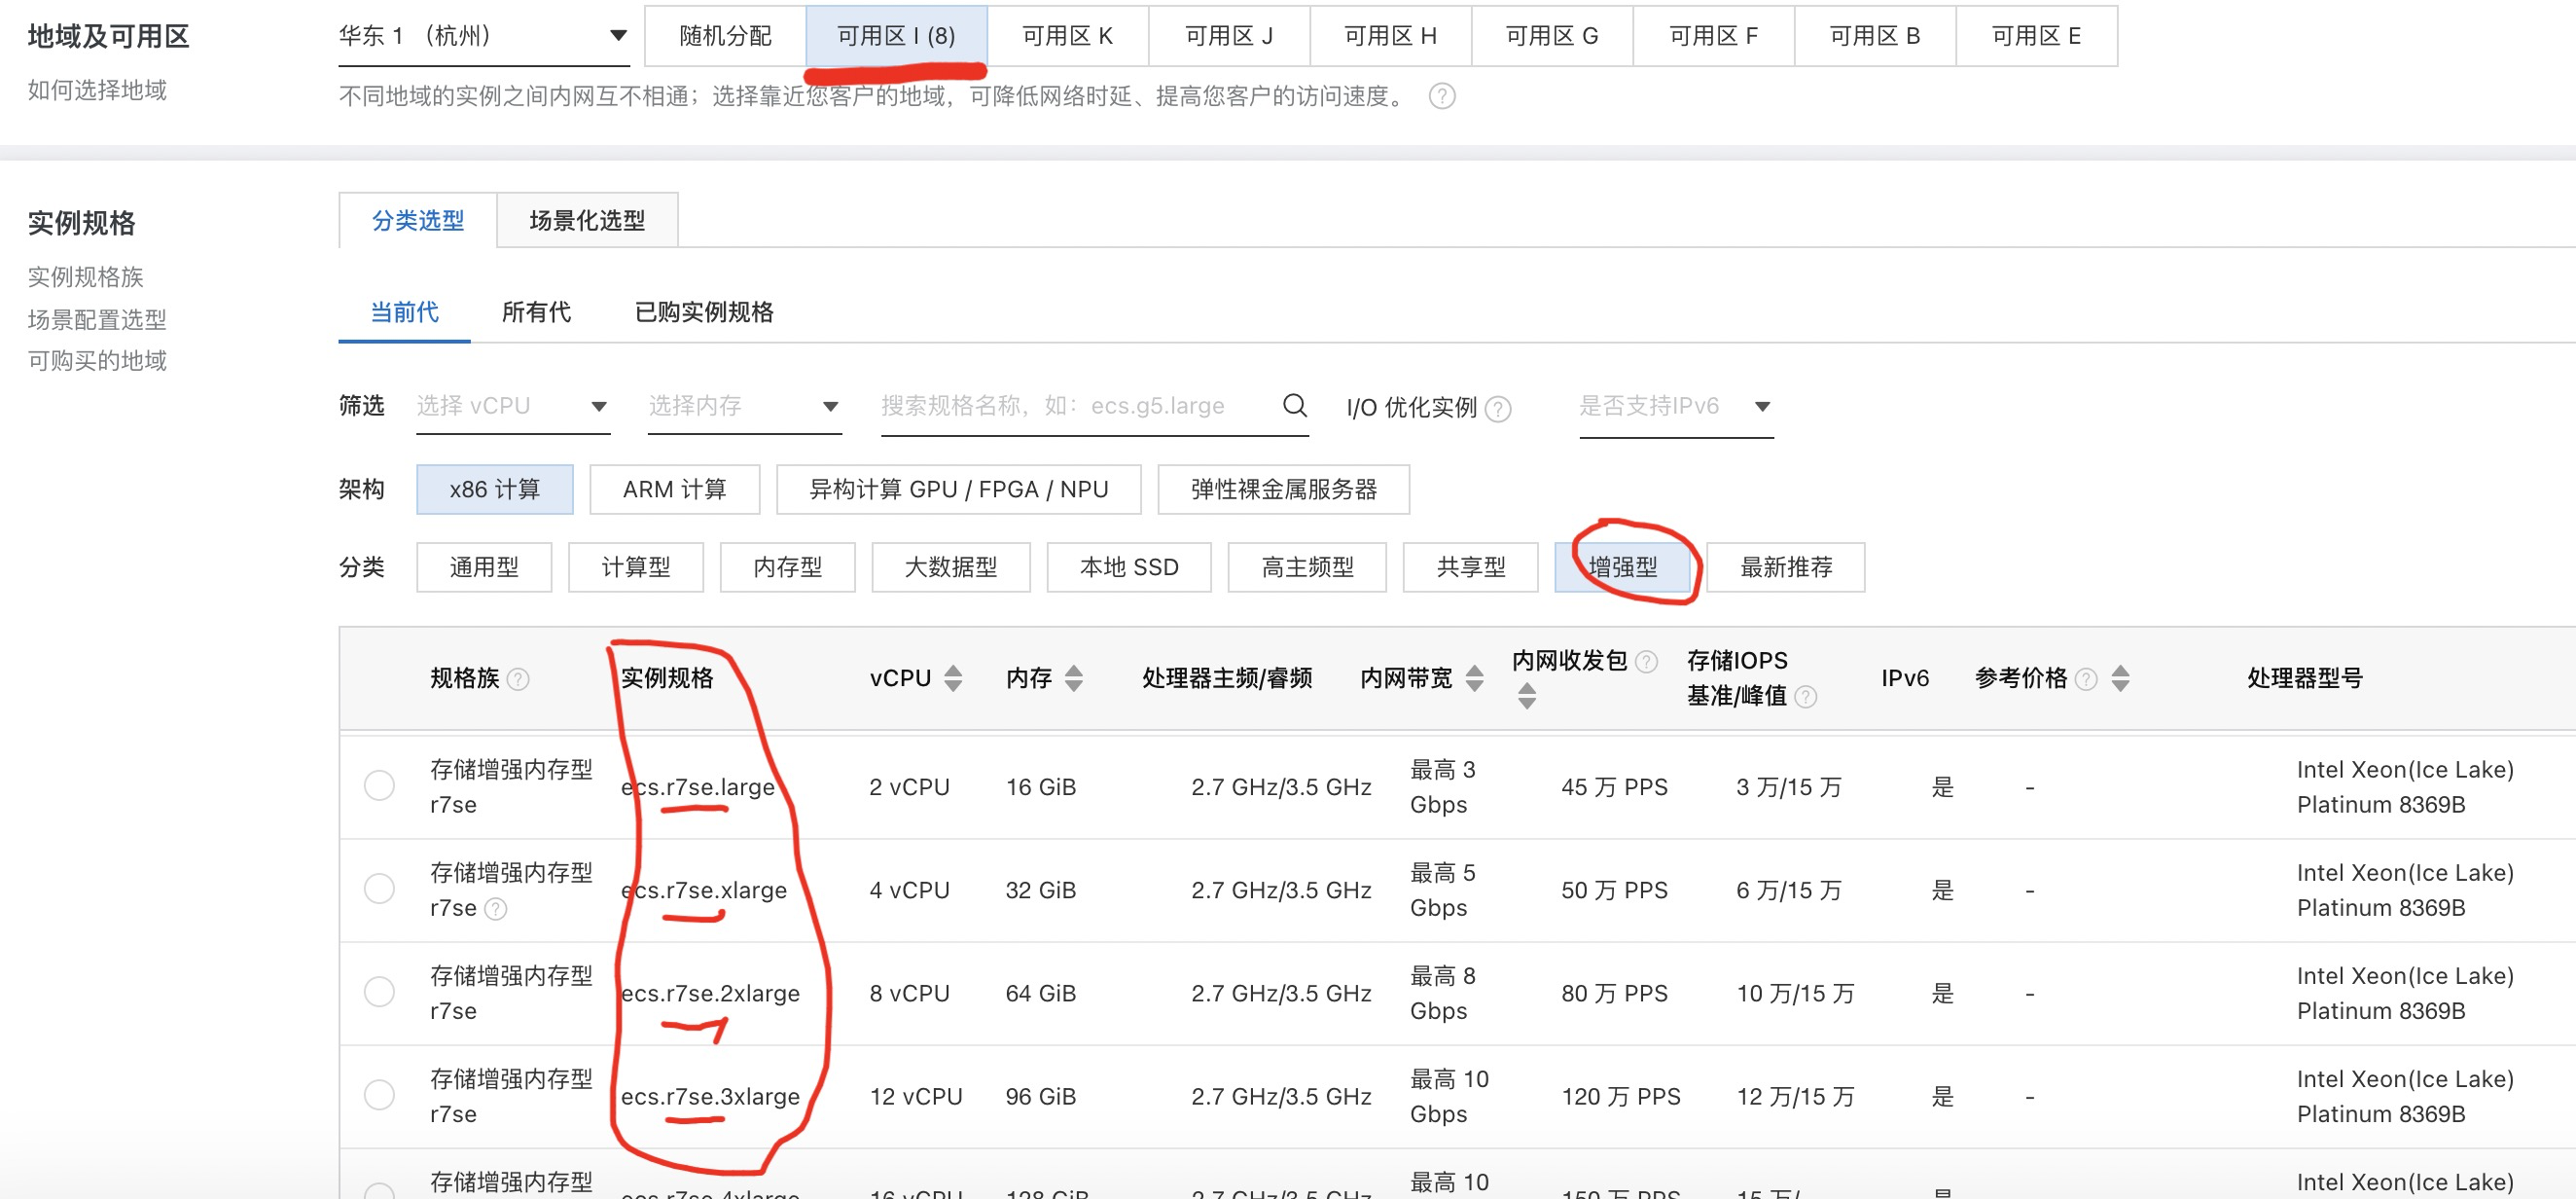 地域及可用区
如何选择地域
华东 1 （杭州）
随机分配 可用区 I (8) 可用区 K 可用区 J 可用区 H 可用区 G 可用区 F 可用区 B 可用区 E
不同地域的实例之间内网互不相通；选择靠近您客户的地域，可降低网络时延、提高您客户的访问速度。 ?
实例规格
实例规格族
场景配置选型
可购买的地域
分类选型 场景化选型
当前代 所有代 已购实例规格
筛选 选择 vCPU 选择内存 搜索规格名称，如：ecs.g5.large I/O 优化实例 ? 是否支持IPv6
架构 x86 计算 ARM 计算 异构计算 GPU / FPGA / NPU 弹性裸金属服务器
分类 通用型 计算型 内存型 大数据型 本地 SSD 高主频型 共享型 增强型 最新推荐
规格族 ? 实例规格 vCPU 内存 处理器主频/睿频 内网带宽 内网收发包 ? 存储IOPS 基准/峰值 ? IPv6 参考价格 ? 处理器型号
存储增强内存型 r7se ecs.r7se.large 2 vCPU 16 GiB 2.7 GHz/3.5 GHz 最高 3 Gbps 45 万 PPS 3 万/15 万 是 - Intel Xeon(Ice Lake) Platinum 8369B
存储增强内存型 r7se ? ecs.r7se.xlarge 4 vCPU 32 GiB 2.7 GHz/3.5 GHz 最高 5 Gbps 50 万 PPS 6 万/15 万 是 - Intel Xeon(Ice Lake) Platinum 8369B
存储增强内存型 r7se ecs.r7se.2xlarge 8 vCPU 64 GiB 2.7 GHz/3.5 GHz 最高 8 Gbps 80 万 PPS 10 万/15 万 是 - Intel Xeon(Ice Lake) Platinum 8369B
存储增强内存型 r7se ecs.r7se.3xlarge 12 vCPU 96 GiB 2.7 GHz/3.5 GHz 最高 10 Gbps 120 万 PPS 12 万/15 万 是 - Intel Xeon(Ice Lake) Platinum 8369B
存储增强内存型 ecs.r7se.4xlarge 16 vCPU 128 GiB 2.7 GHz/3.5 GHz 最高 10 150 万 PPS 15 万/ 是 Intel Xeon(Ice Lake)